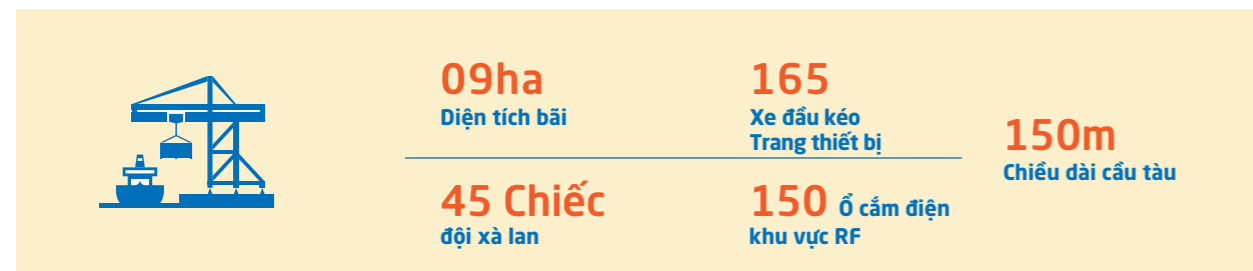 09ha
Diện tích bãi
165
Xe đầu kéo
Trang thiết bị
45 Chiếc
đội xà lan
150 Ổ cắm điện
khu vực RF
150m
Chiều dài cầu tàu